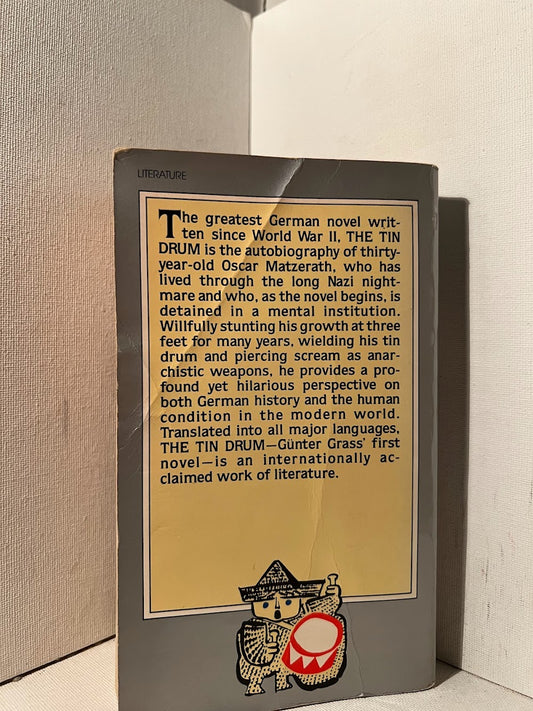 LITERATURE
The greatest German novel writ-
ten since World War II, THE TIN
DRUM is the autobiography of thirty-
year-old Oscar Matzerath, who has
lived through the long Nazi night-
mare and who, as the novel begins, is
detained in a mental institution.
Willfully stunting his growth at three
feet for many years, wielding his tin
drum and piercing scream as anar-
chistic weapons, he provides a pro-
found yet hilarious perspective on
both German history and the human
condition in the modern world.
Translated into all major languages,
THE TIN DRUM—Günter Grass' first
novel—is an internationally ac-
claimed work of literature.